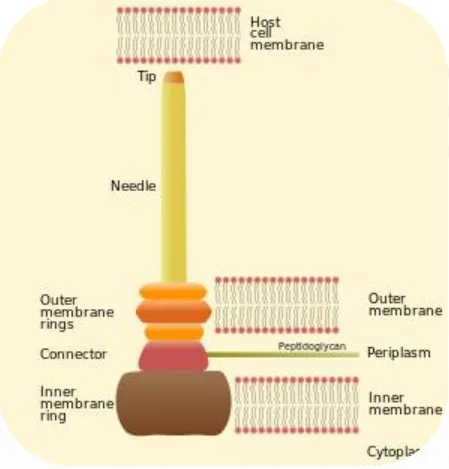 Host
cell
membrane
Tip
Needle
Outer
membrane
rings
Outer
membrane
Peptidoglycan
Connector
Periplasm
Inner
membrane
ring
Inner
membrane